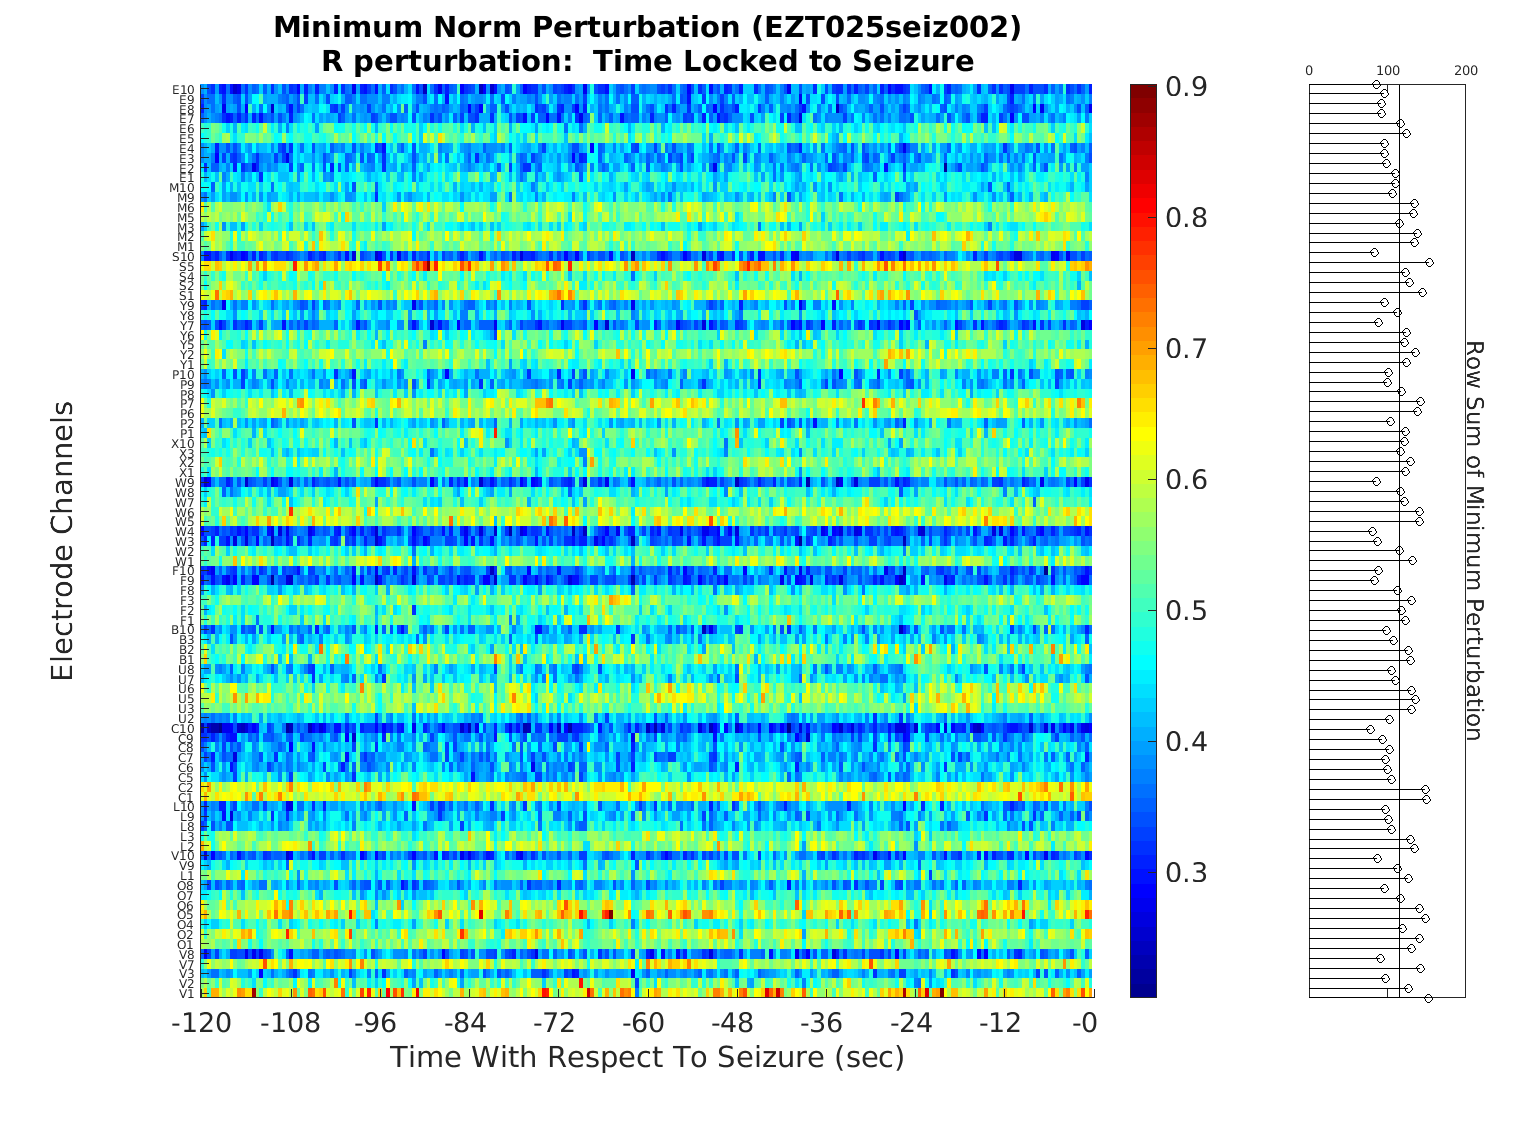 Minimum Norm Perturbation (EZT025seiz002)
R perturbation: Time Locked to Seizure
Electrode Channels
E10
E9
E8
E7
E6
E5
E4
E3
E2
E1
M10
M9
M6
M5
M3
M2
M1
S10
S5
S4
S2
S1
Y9
Y8
Y7
Y6
Y5
Y2
Y1
P10
P9
P8
P7
P6
P2
P1
X10
X3
X2
X1
W9
W8
W7
W6
W5
W4
W3
W2
W1
F10
F9
F8
F3
F2
F1
B10
B3
B2
B1
U8
U7
U6
U5
U3
U2
C10
C9
C8
C7
C6
C5
C2
C1
L10
L9
L8
L3
L2
V10
V9
L1
O8
O7
O6
O5
O4
O2
O1
V8
V7
V3
V2
V1
-120 -108 -96 -84 -72 -60 -48 -36 -24 -12 -0
Time With Respect To Seizure (sec)
0.9
0.8
0.7
0.6
0.5
0.4
0.3
0 100 200
Row Sum of Minimum Perturbation